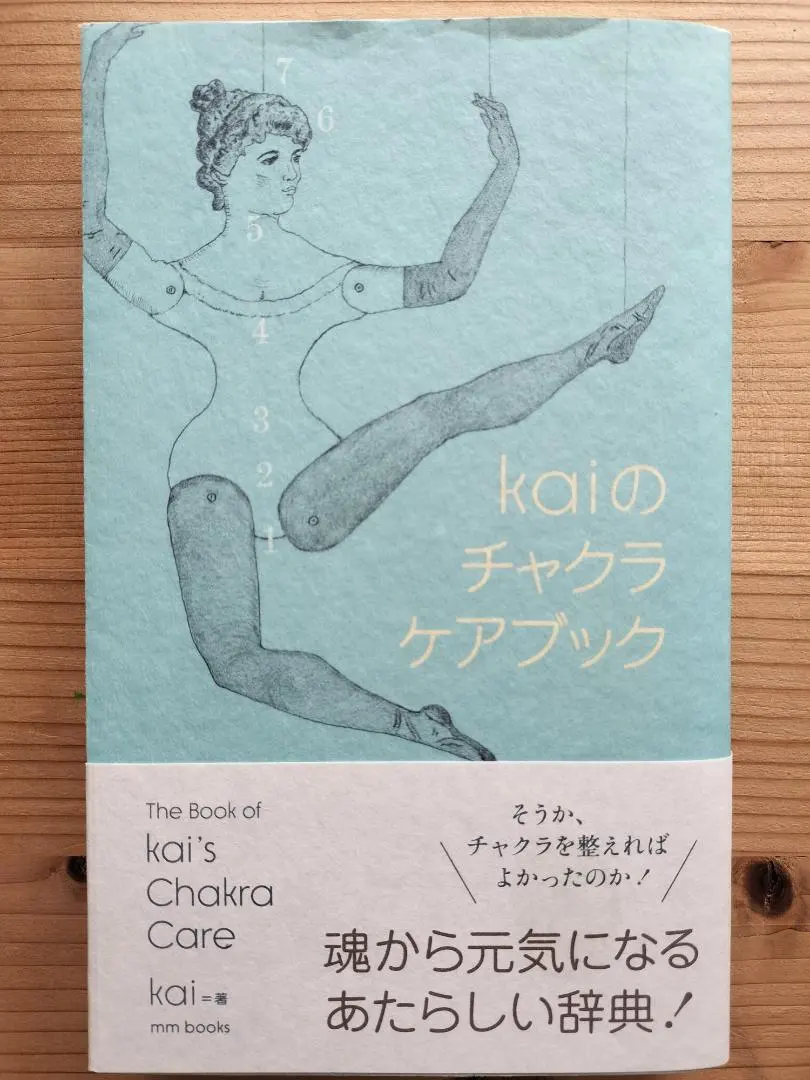 7
6
5
4
3
2
1
kaiの
チャクラ
ケアブック
The Book of
kai's
Chakra
Care
kai=著
mm books
そうか、
チャクラを整えれば
よかったのか!
魂から元気になる
あたらしい辞典!